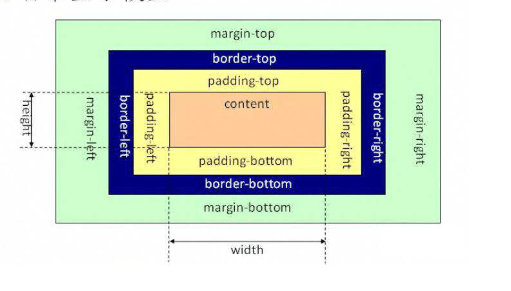 margin-top
border-top
padding-top
content
height
margin-left
border-left
padding-left
padding-right
border-right
margin-right
padding-bottom
border-bottom
margin-bottom
width